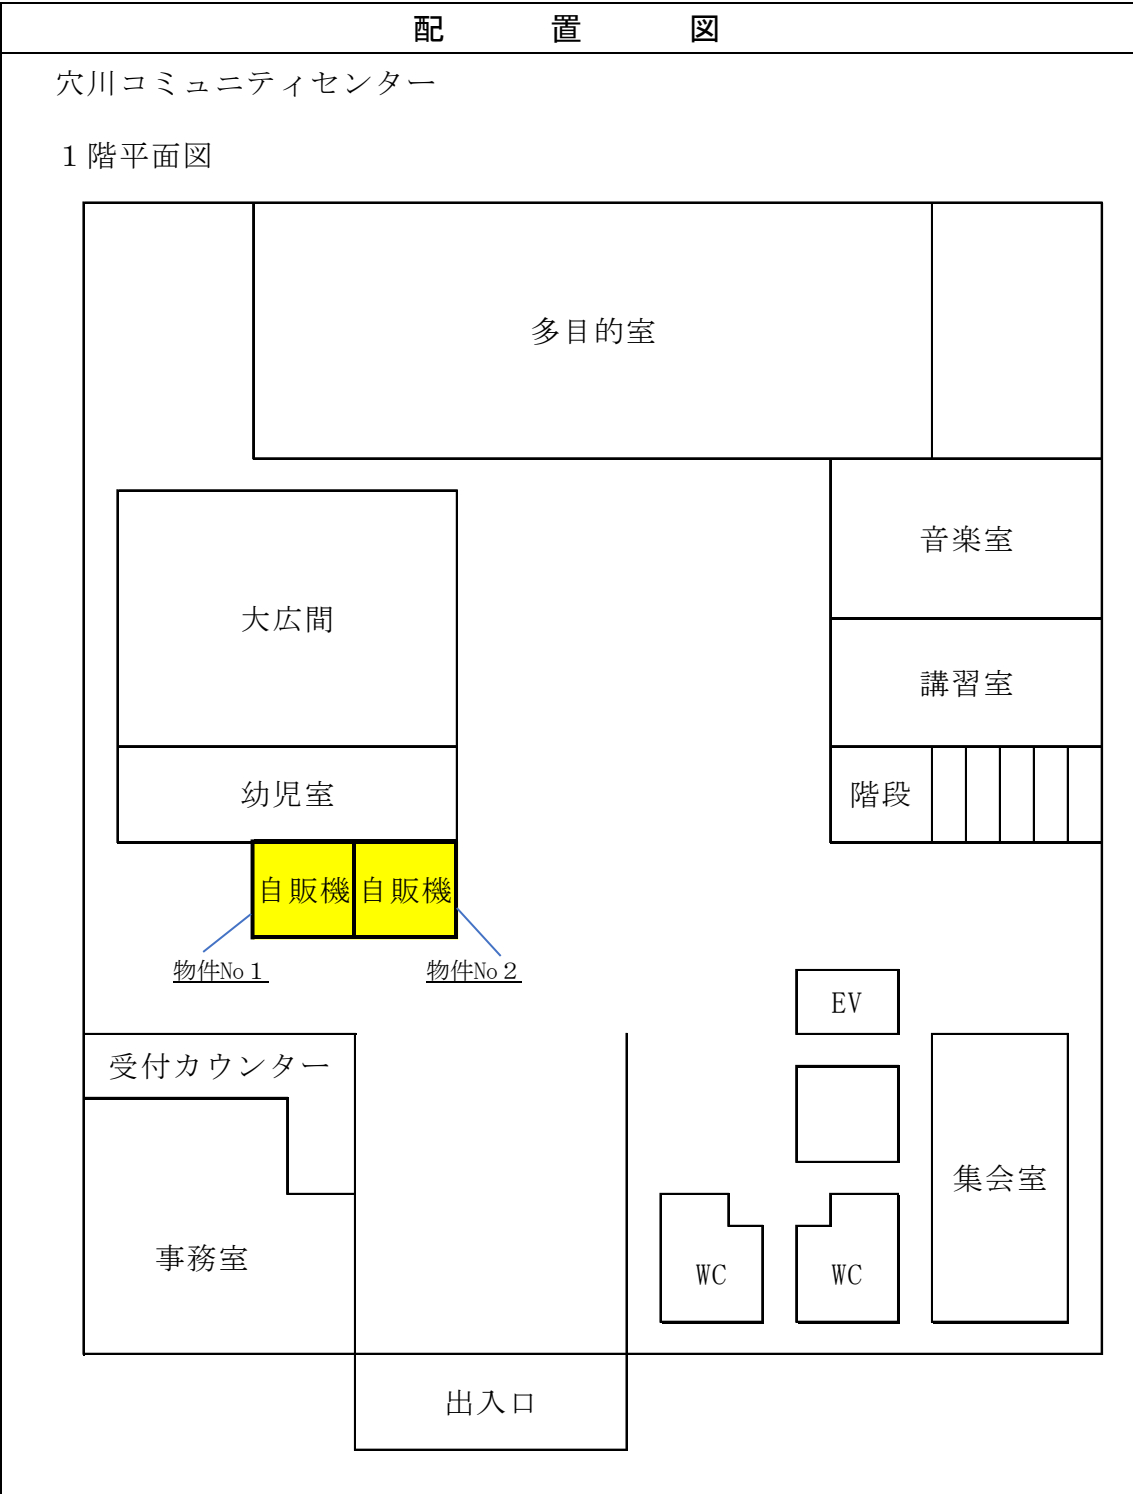 配置図
穴川コミュニティセンター
１階平面図
多目的室
音楽室
大広間
講習室
幼児室
階段
自販機 自販機
物件No１ 物件No２
EV
受付カウンター
集会室
事務室
WC WC
出入口